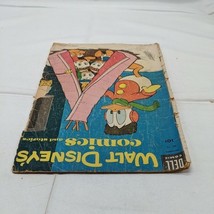 WALT DISNEY'S
comics
and stories
DELL